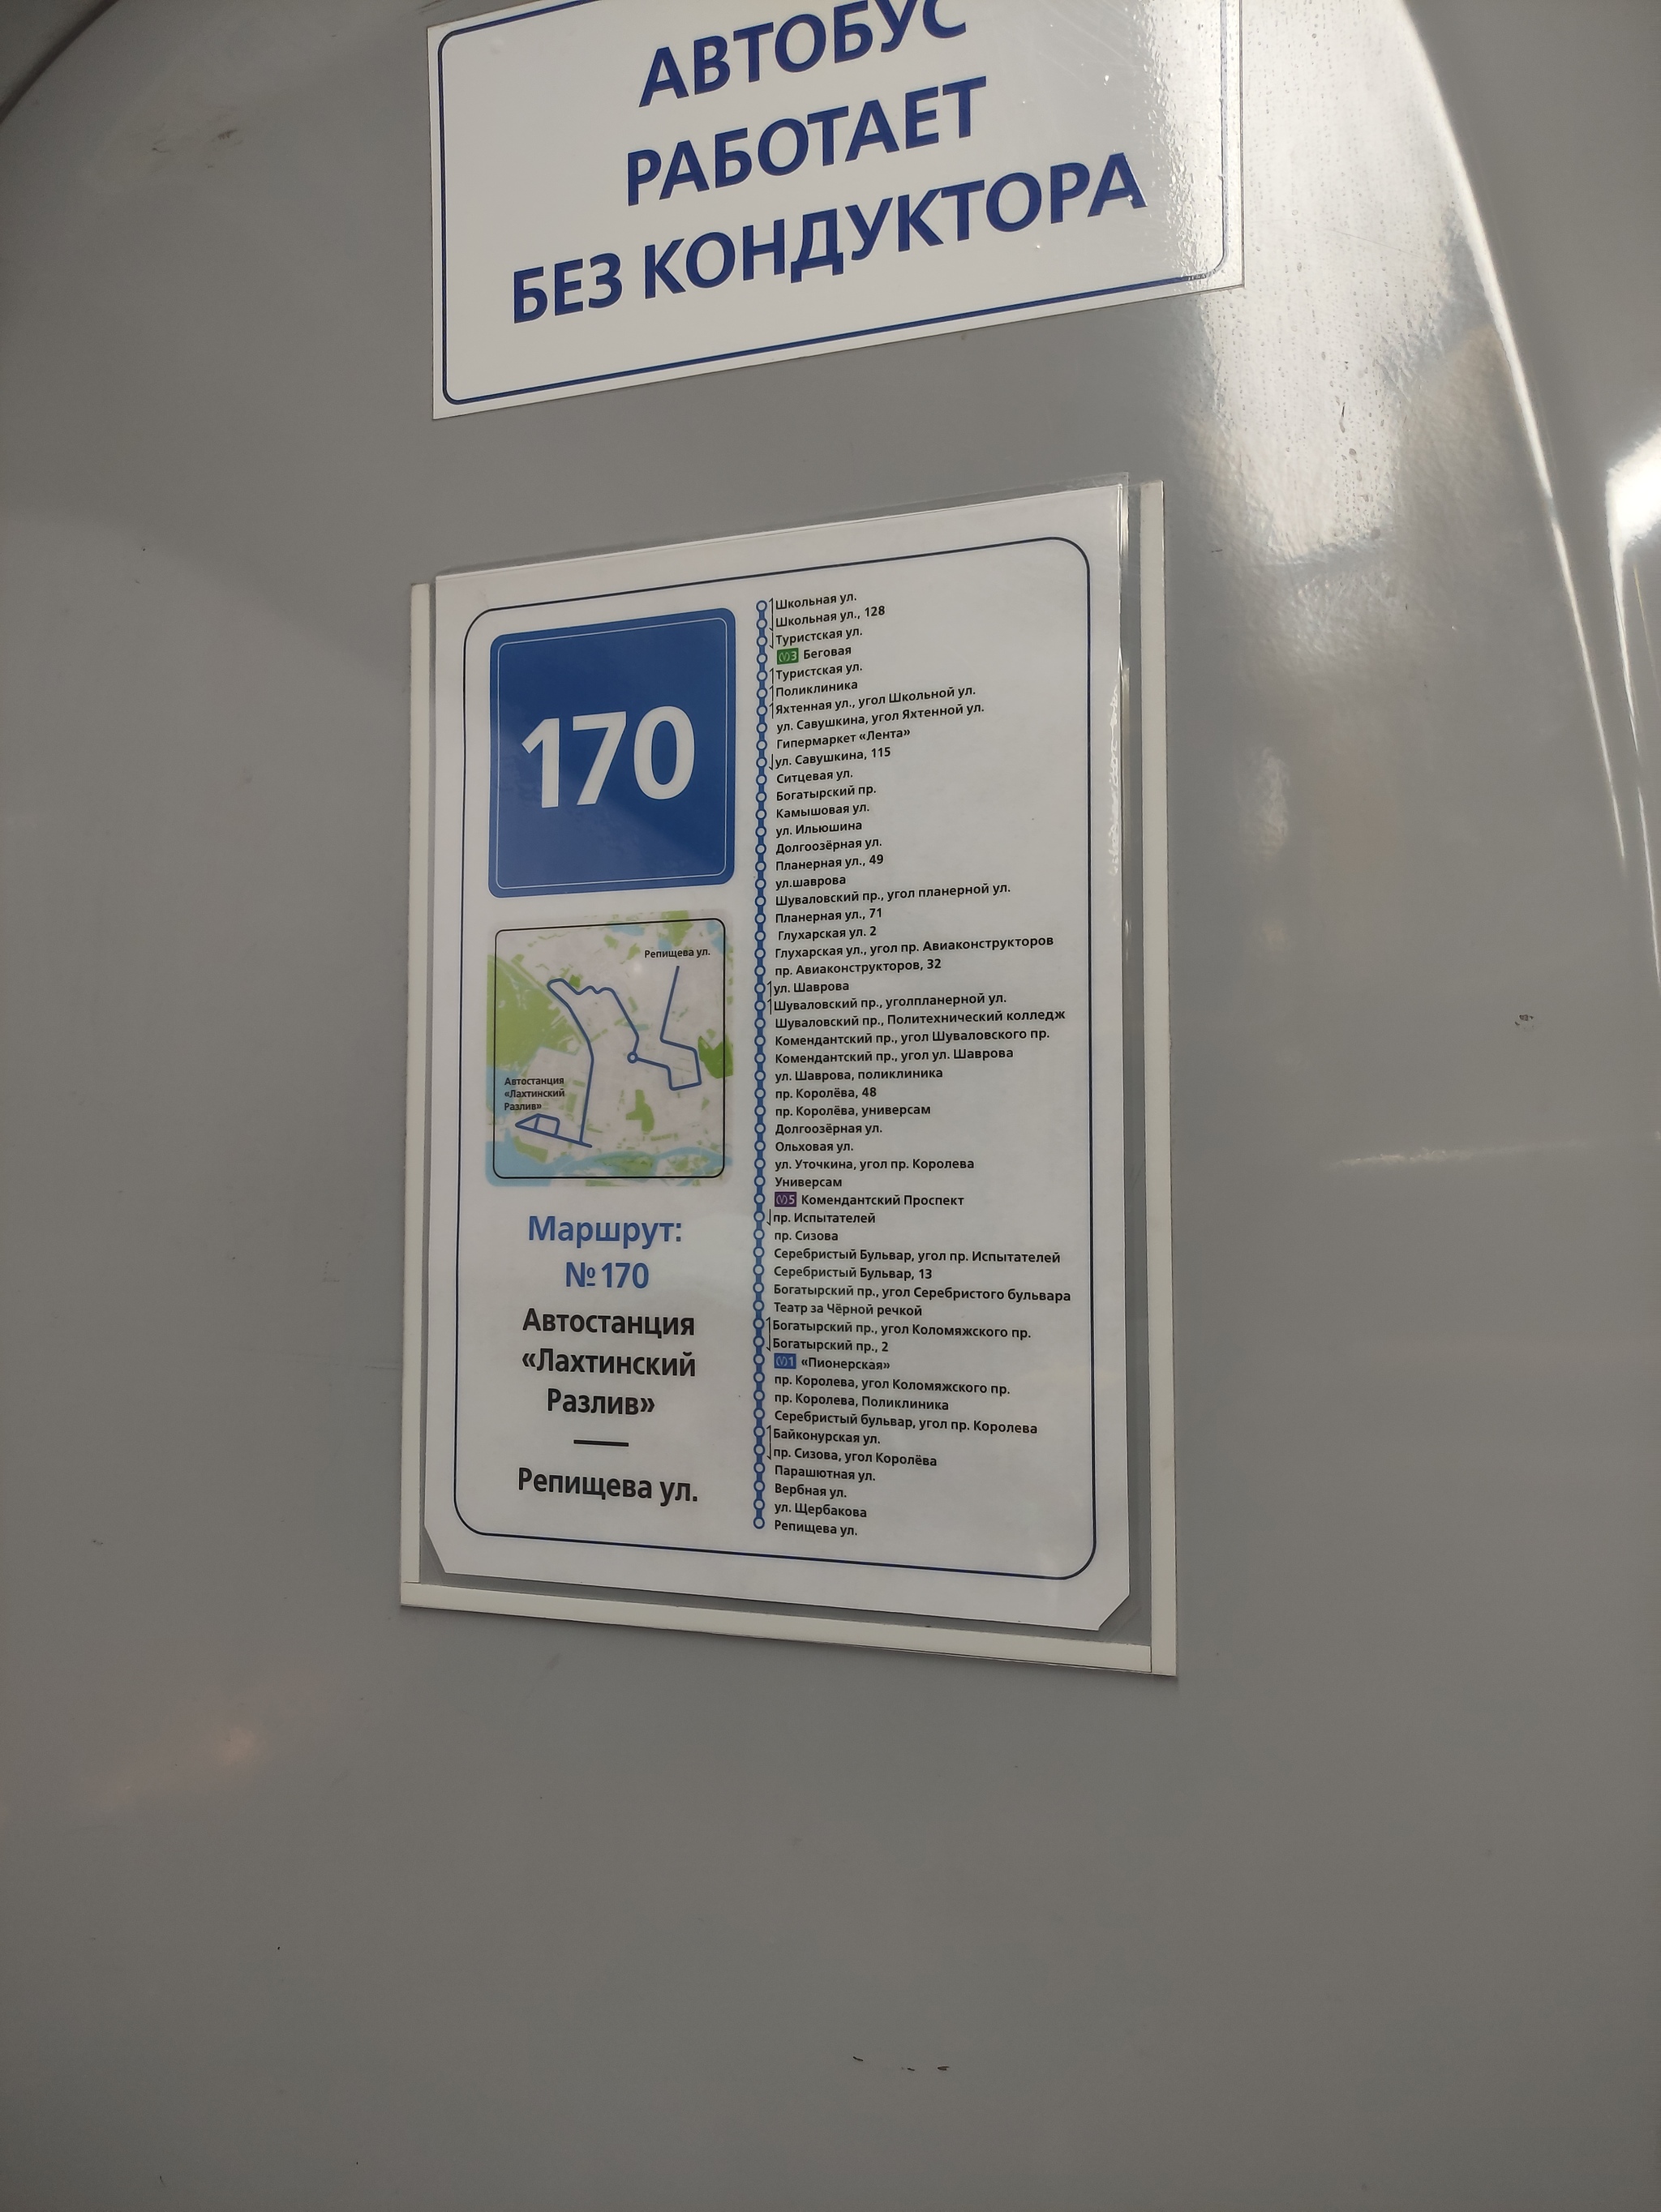 АВТОБУС
РАБОТАЕТ
БЕЗ КОНДУКТОРА
170
Репищева ул.
Автостанция
«Лахтинский
Разлив»
Маршрут:
№170
Автостанция
«Лахтинский
Разлив»
—
Репищева ул.
Школьная ул.
Школьная ул., 128
Туристская ул.
3 Беговая
Туристская ул.
Поликлиника
Яхтенная ул., угол Школьной ул.
ул. Савушкина, угол Яхтенной ул.
Гипермаркет «Лента»
ул. Савушкина, 115
Ситцевая ул.
Богатырский пр.
Камышовая ул.
ул. Ильюшина
Долгоозёрная ул.
Планерная ул., 49
ул.шаврова
Шуваловский пр., угол планерной ул.
Планерная ул., 71
Глухарская ул. 2
Глухарская ул., угол пр. Авиаконструкторов
пр. Авиаконструкторов, 32
ул. Шаврова
Шуваловский пр., уголпланерной ул.
Шуваловский пр., Политехнический колледж
Комендантский пр., угол Шуваловского пр.
Комендантский пр., угол ул. Шаврова
ул. Шаврова, поликлиника
пр. Королёва, 48
пр. Королёва, универсам
Долгоозёрная ул.
Ольховая ул.
ул. Уточкина, угол пр. Королева
Универсам
5 Комендантский Проспект
пр. Испытателей
пр. Сизова
Серебристый Бульвар, угол пр. Испытателей
Серебристый Бульвар, 13
Богатырский пр., угол Серебристого бульвара
Театр за Чёрной речкой
Богатырский пр., угол Коломяжского пр.
Богатырский пр., 2
1 «Пионерская»
пр. Королева, угол Коломяжского пр.
пр. Королева, Поликлиника
Серебристый бульвар, угол пр. Королева
Байконурская ул.
пр. Сизова, угол Королёва
Парашютная ул.
Вербная ул.
ул. Щербакова
Репищева ул.